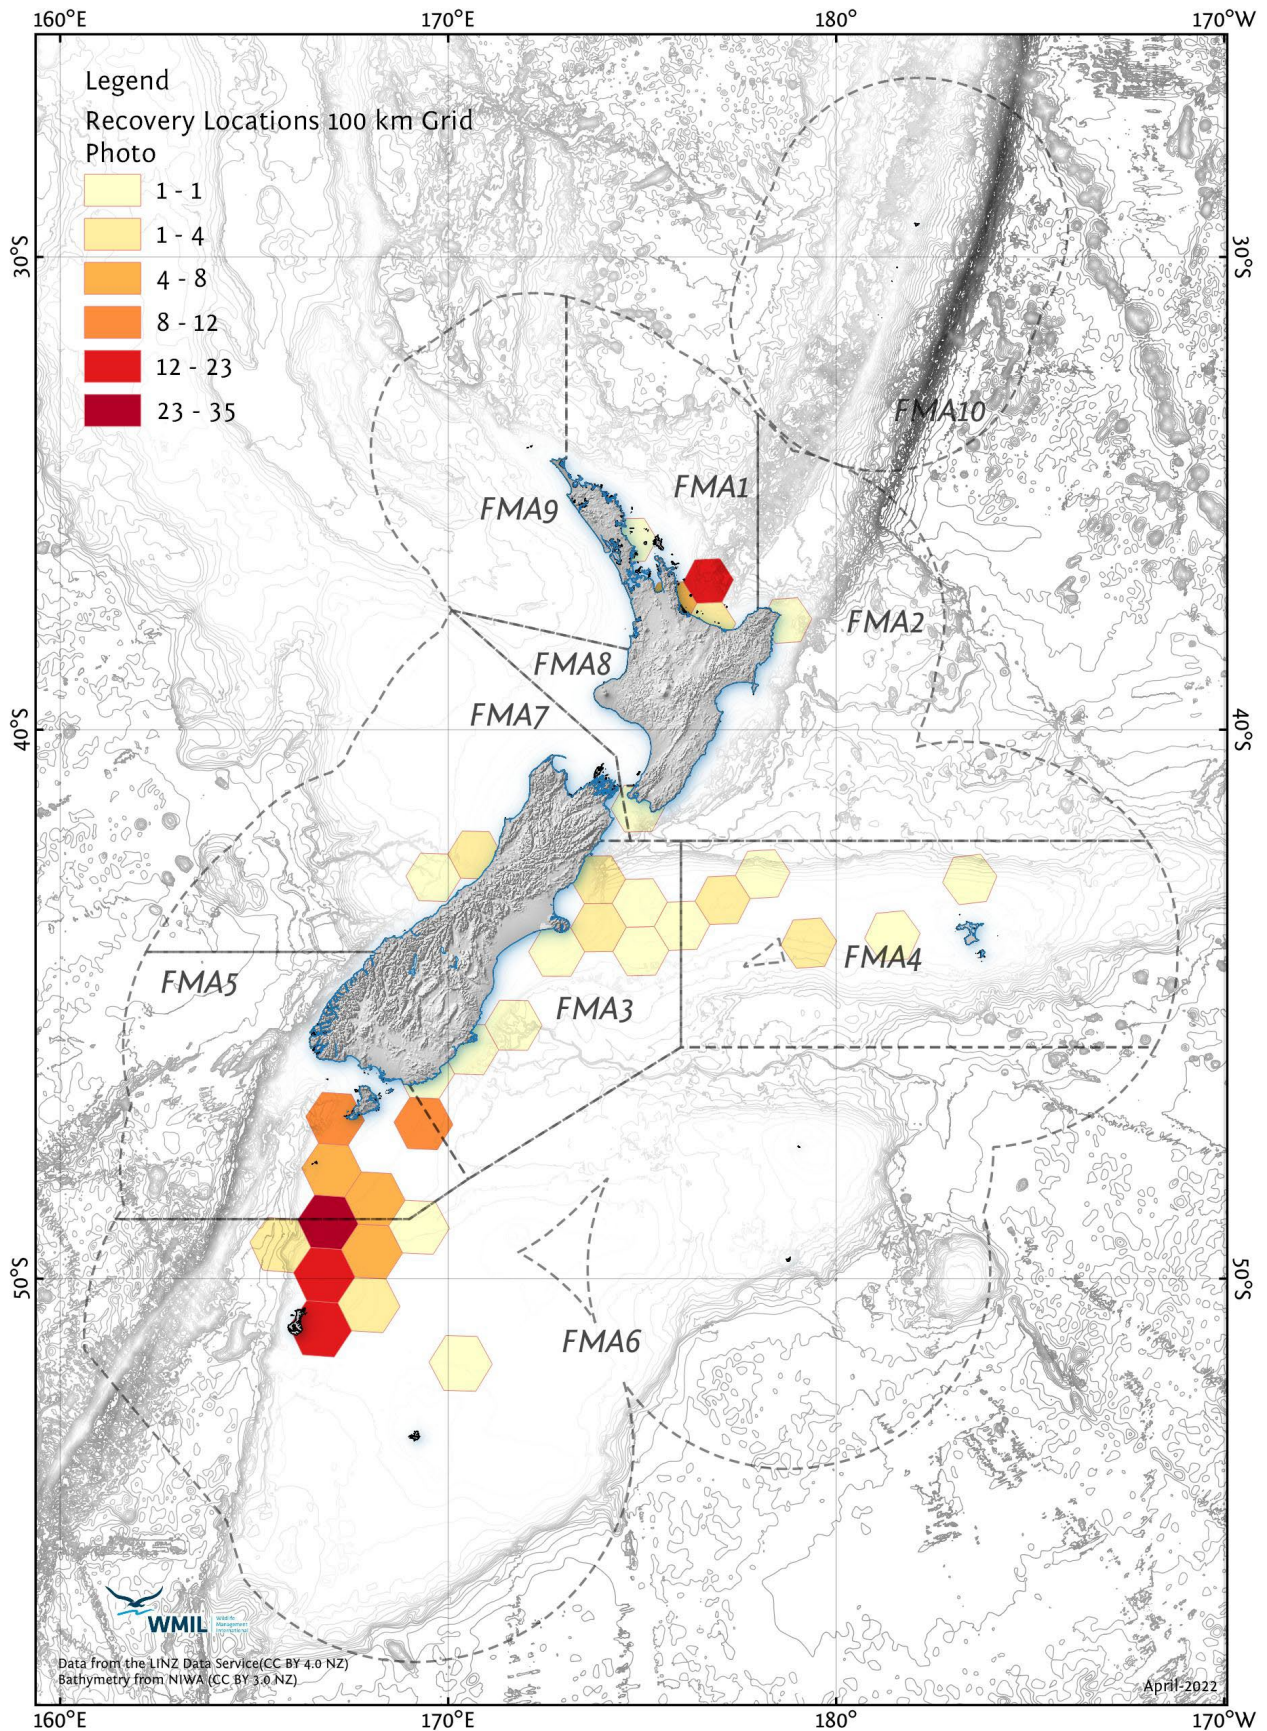 160°E 170°E 180° 170°W
Legend
Recovery Locations 100 km Grid
Photo
1 - 1
1 - 4
4 - 8
8 - 12
12 - 23
23 - 35
30°S 30°S
FMA10
FMA1
FMA9
FMA2
FMA8
FMA7
40°S 40°S
FMA4
FMA5
FMA3
50°S 50°S
FMA6
WMIL
Wildlife
Management
International
Data from the LINZ Data Service(CC BY 4.0 NZ)
Bathymetry from NIWA (CC BY 3.0 NZ)
April-2022
160°E 170°E 180° 170°W